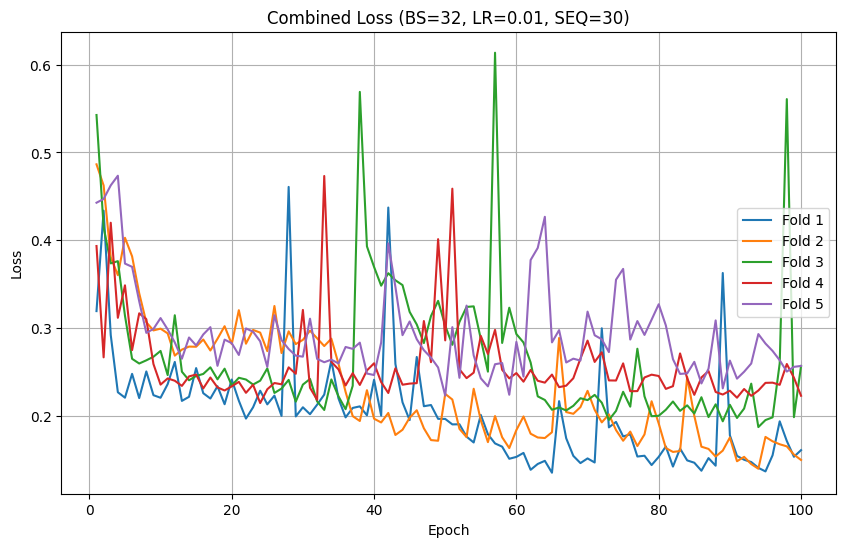 Combined Loss (BS=32, LR=0.01, SEQ=30)
0.6
0.5
0.4
0.3
0.2
Loss
Fold 1
Fold 2
Fold 3
Fold 4
Fold 5
0 20 40 60 80 100
Epoch